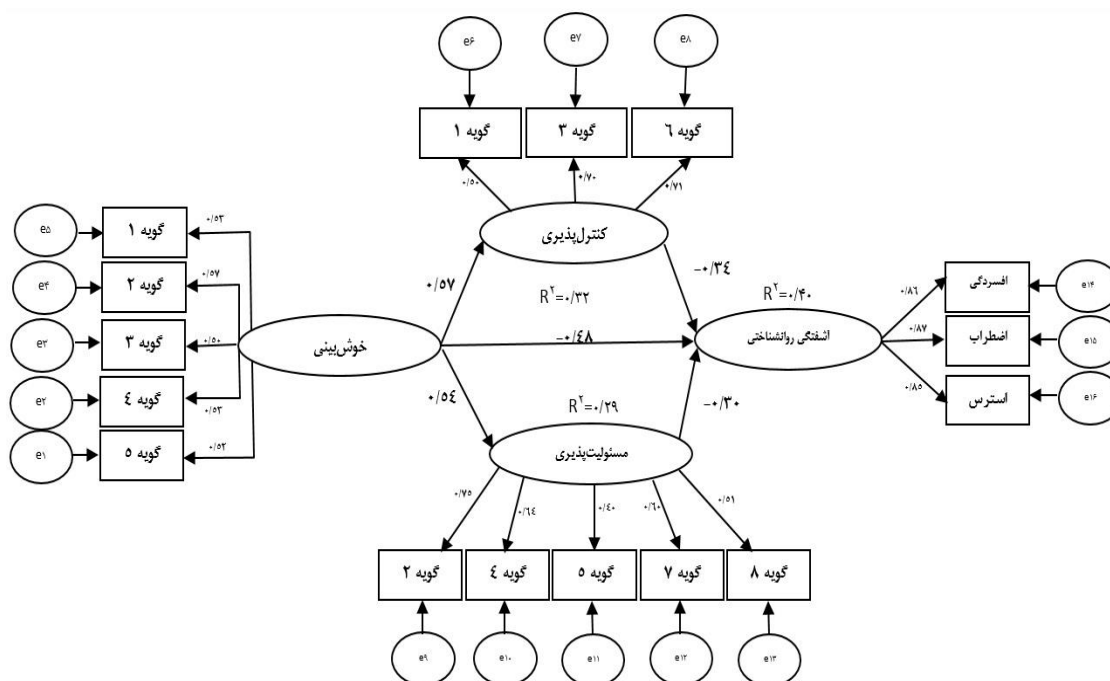 e۶
e۷
e۸
گویه ۱
گویه ۳
گویه ٦
۰/۵۰
۰/۷۰
۰/۷۱
کنترل‌پذیری
e۵
گویه ۱
۰/۵۳
e۴
گویه ۲
۰/۵۷
e۳
گویه ۳
۰/۵۰
e۲
گویه ٤
۰/۵۳
e۱
گویه ۵
۰/۵۲
خوش‌بینی
۰/۵۷
R۲=۰/۳۲
−۰/۴۸
۰/٥٤
R۲=۰/۲۹
−۰/۳٤
−۰/۳۰
R۲=۰/۴۰
آشفتگی روانشناختی
۰/۸٦
افسردگی
e۱۴
۰/۸۷
اضطراب
e۱۵
۰/۸۵
استرس
e۱۶
مسئولیت‌پذیری
۰/۷۵
۰/٦٤
۰/٤۰
۰/٦۰
۰/۵۱
گویه ۲
گویه ٤
گویه ۵
گویه ۷
گویه ۸
e۹
e۱۰
e۱۱
e۱۲
e۱۳